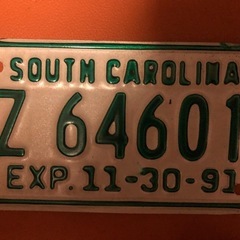 SOUTH CAROLINA
Z 64601
EXP. 11-30-91